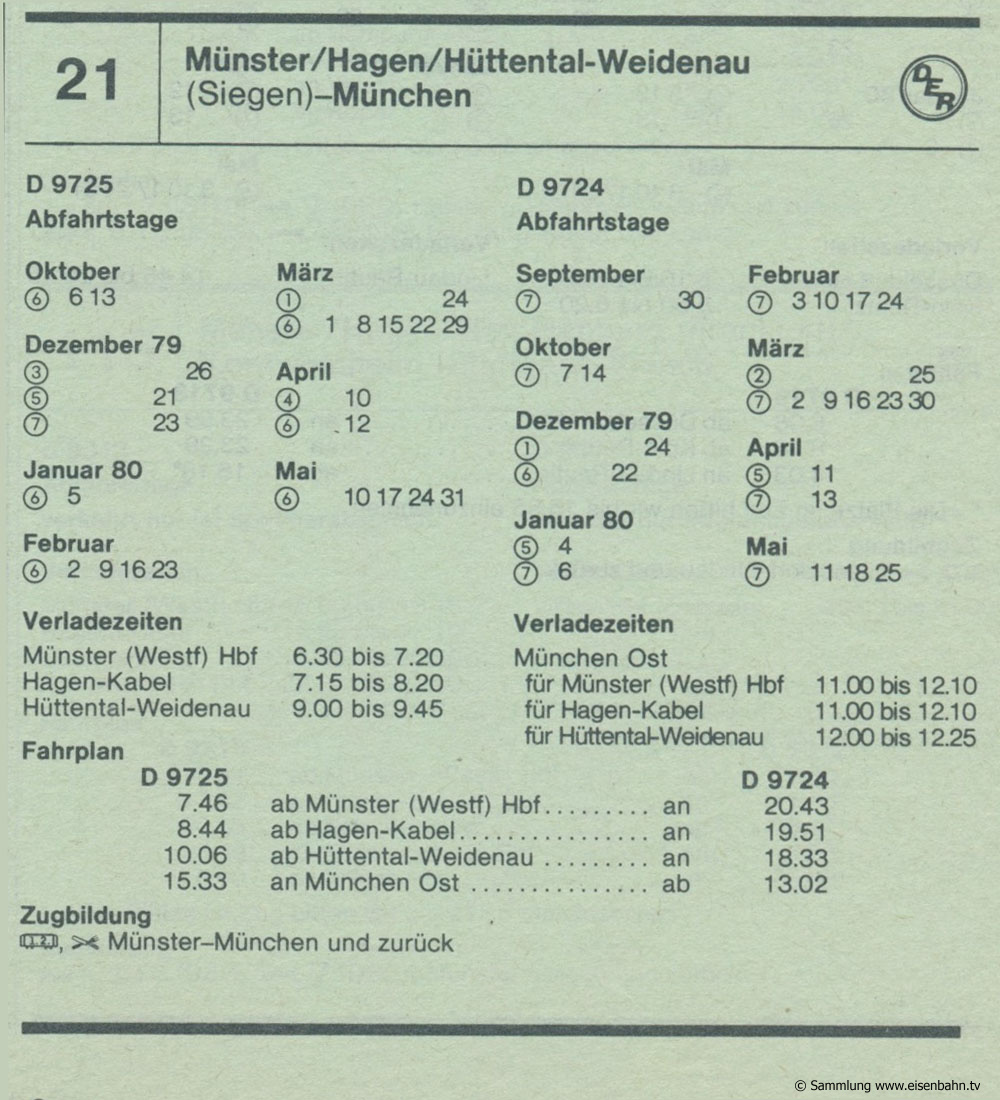 21
Münster/Hagen/Hüttental-Weidenau
(Siegen)–München
DER
D 9725
Abfahrtstage
Oktober
⑥ 6 13
Dezember 79
③ 26
⑤ 21
⑦ 23
Januar 80
⑥ 5
Februar
⑥ 2 9 16 23
März
① 24
⑥ 1 8 15 22 29
April
④ 10
⑥ 12
Mai
⑥ 10 17 24 31
Verladezeiten
Münster (Westf) Hbf 6.30 bis 7.20
Hagen-Kabel 7.15 bis 8.20
Hüttental-Weidenau 9.00 bis 9.45
D 9724
Abfahrtstage
September
⑦ 30
Oktober
⑦ 7 14
Dezember 79
① 24
⑥ 22
Januar 80
⑤ 4
⑦ 6
Februar
⑦ 3 10 17 24
März
② 25
⑦ 2 9 16 23 30
April
⑤ 11
⑦ 13
Mai
⑦ 11 18 25
Verladezeiten
München Ost
für Münster (Westf) Hbf 11.00 bis 12.10
für Hagen-Kabel 11.00 bis 12.10
für Hüttental-Weidenau 12.00 bis 12.25
Fahrplan
D 9725 D 9724
7.46 ab Münster (Westf) Hbf......... an 20.43
8.44 ab Hagen-Kabel................ an 19.51
10.06 ab Hüttental-Weidenau ......... an 18.33
15.33 an München Ost ............... ab 13.02
Zugbildung
1. 2., Münster–München und zurück
© Sammlung www.eisenbahn.tv